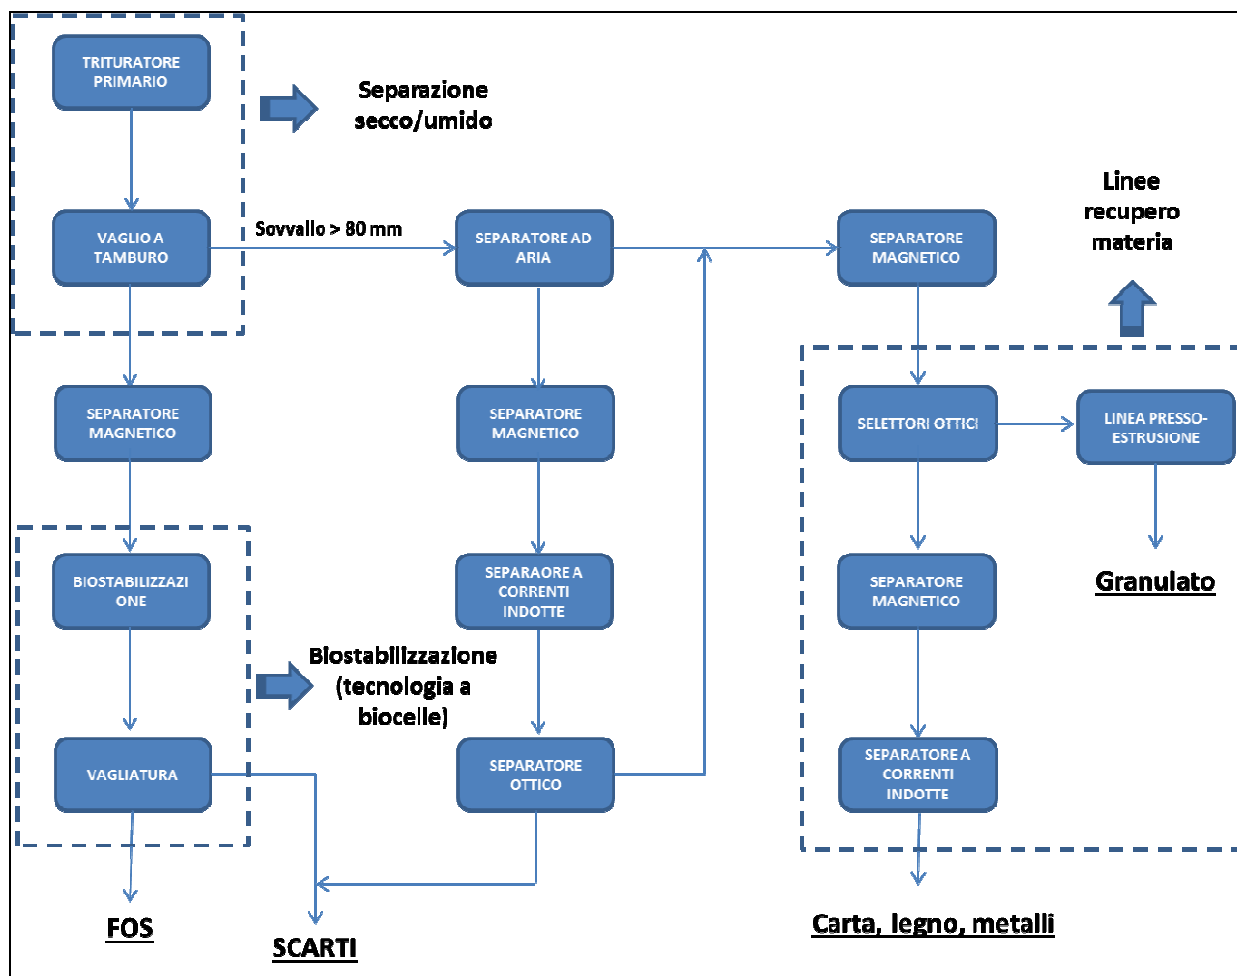 TRITURATORE
PRIMARIO
Separazione
secco/umido
Linee
recupero
materia
VAGLIO A
TAMBURO
Sovvallo > 80 mm
SEPARATORE AD
ARIA
SEPARATORE
MAGNETICO
SEPARATORE
MAGNETICO
SEPARATORE
MAGNETICO
SELETTORI OTTICI
LINEA PRESSO-
ESTRUSIONE
BIOSTABILIZZAZI
ONE
SEPARAORE A
CORRENTI
INDOTTE
SEPARATORE
MAGNETICO
Granulato
Biostabilizzazione
(tecnologia a
biocelle)
VAGLIATURA
SEPARATORE
OTTICO
SEPARATORE A
CORRENTI
INDOTTE
FOS
SCARTI
Carta, legno, metalli